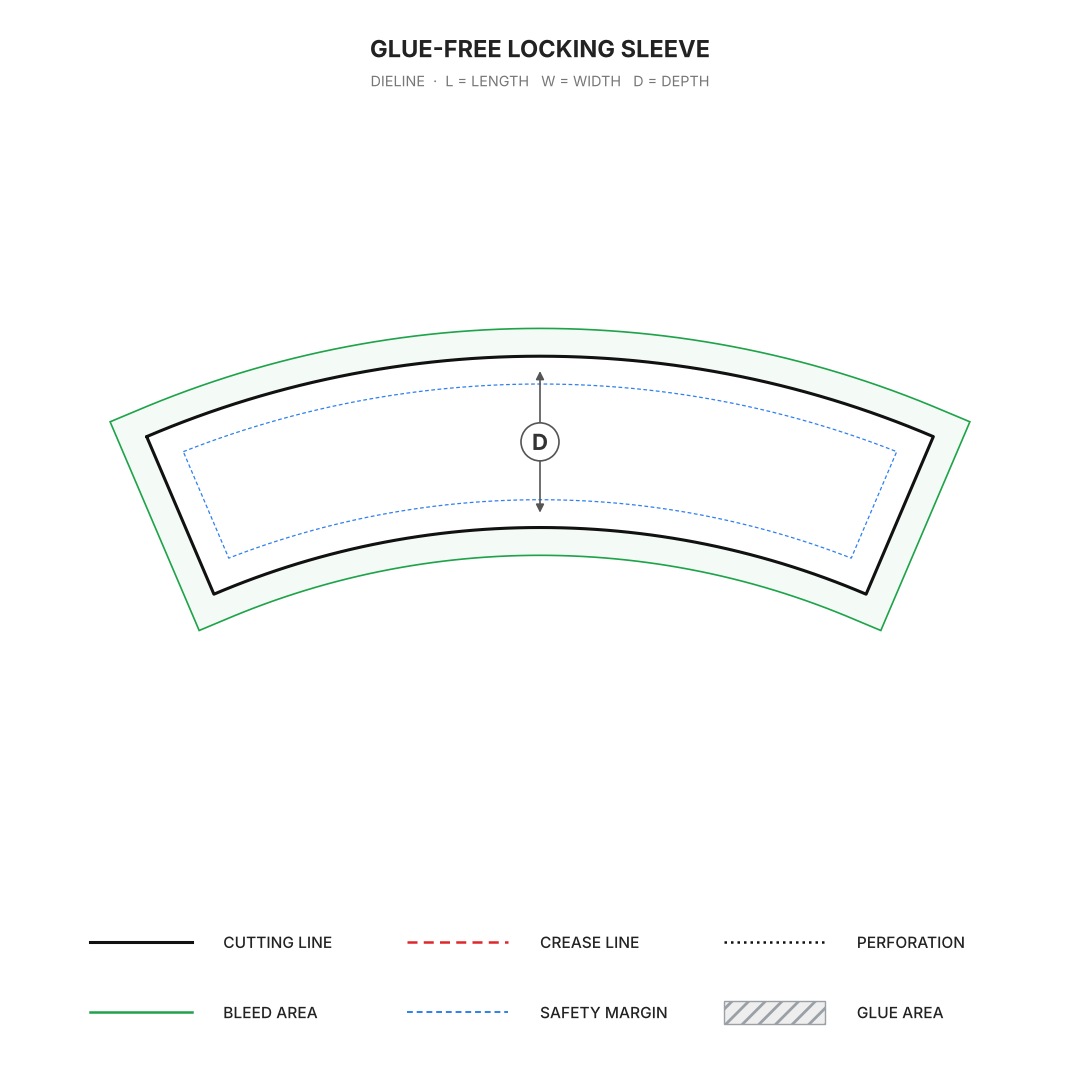 GLUE-FREE LOCKING SLEEVE
DIELINE · L = LENGTH W = WIDTH D = DEPTH
D
CUTTING LINE
CREASE LINE
PERFORATION
BLEED AREA
SAFETY MARGIN
GLUE AREA